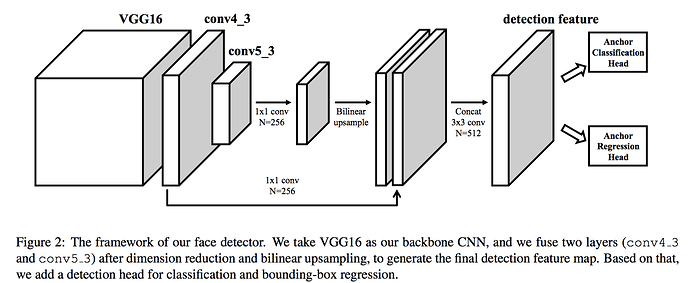 VGG16
conv4_3
conv5_3
detection feature
Anchor
Classification
Head
1x1 conv
N=256
Bilinear
upsample
Concat
3x3 conv
N=512
Anchor
Regression
Head
1x1 conv
N=256
Figure 2: The framework of our face detector. We take VGG16 as our backbone CNN, and we fuse two layers (conv4_3
and conv5_3) after dimension reduction and bilinear upsampling, to generate the final detection feature map. Based on that,
we add a detection head for classification and bounding-box regression.